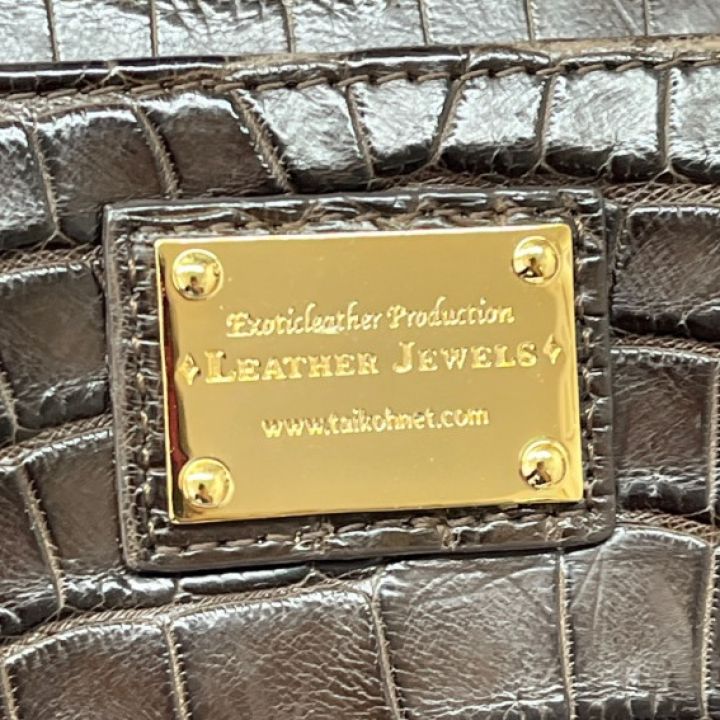 Exoticleather Production
LEATHER JEWELS
www.taikohnet.com